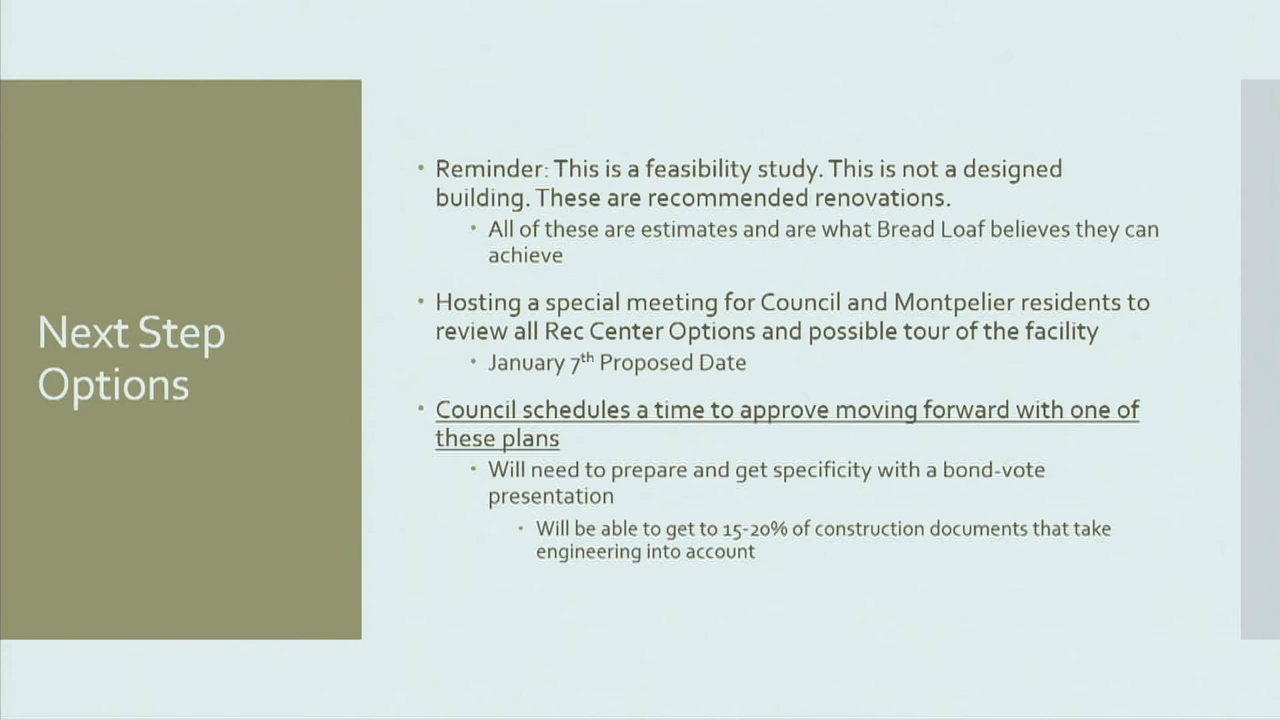 Next Step
Options
• Reminder: This is a feasibility study. This is not a designed
building. These are recommended renovations.
• All of these are estimates and are what Bread Loaf believes they can
achieve
• Hosting a special meeting for Council and Montpelier residents to
review all Rec Center Options and possible tour of the facility
• January 7th Proposed Date
• Council schedules a time to approve moving forward with one of
these plans
• Will need to prepare and get specificity with a bond-vote
presentation
• Will be able to get to 15-20% of construction documents that take
engineering into account